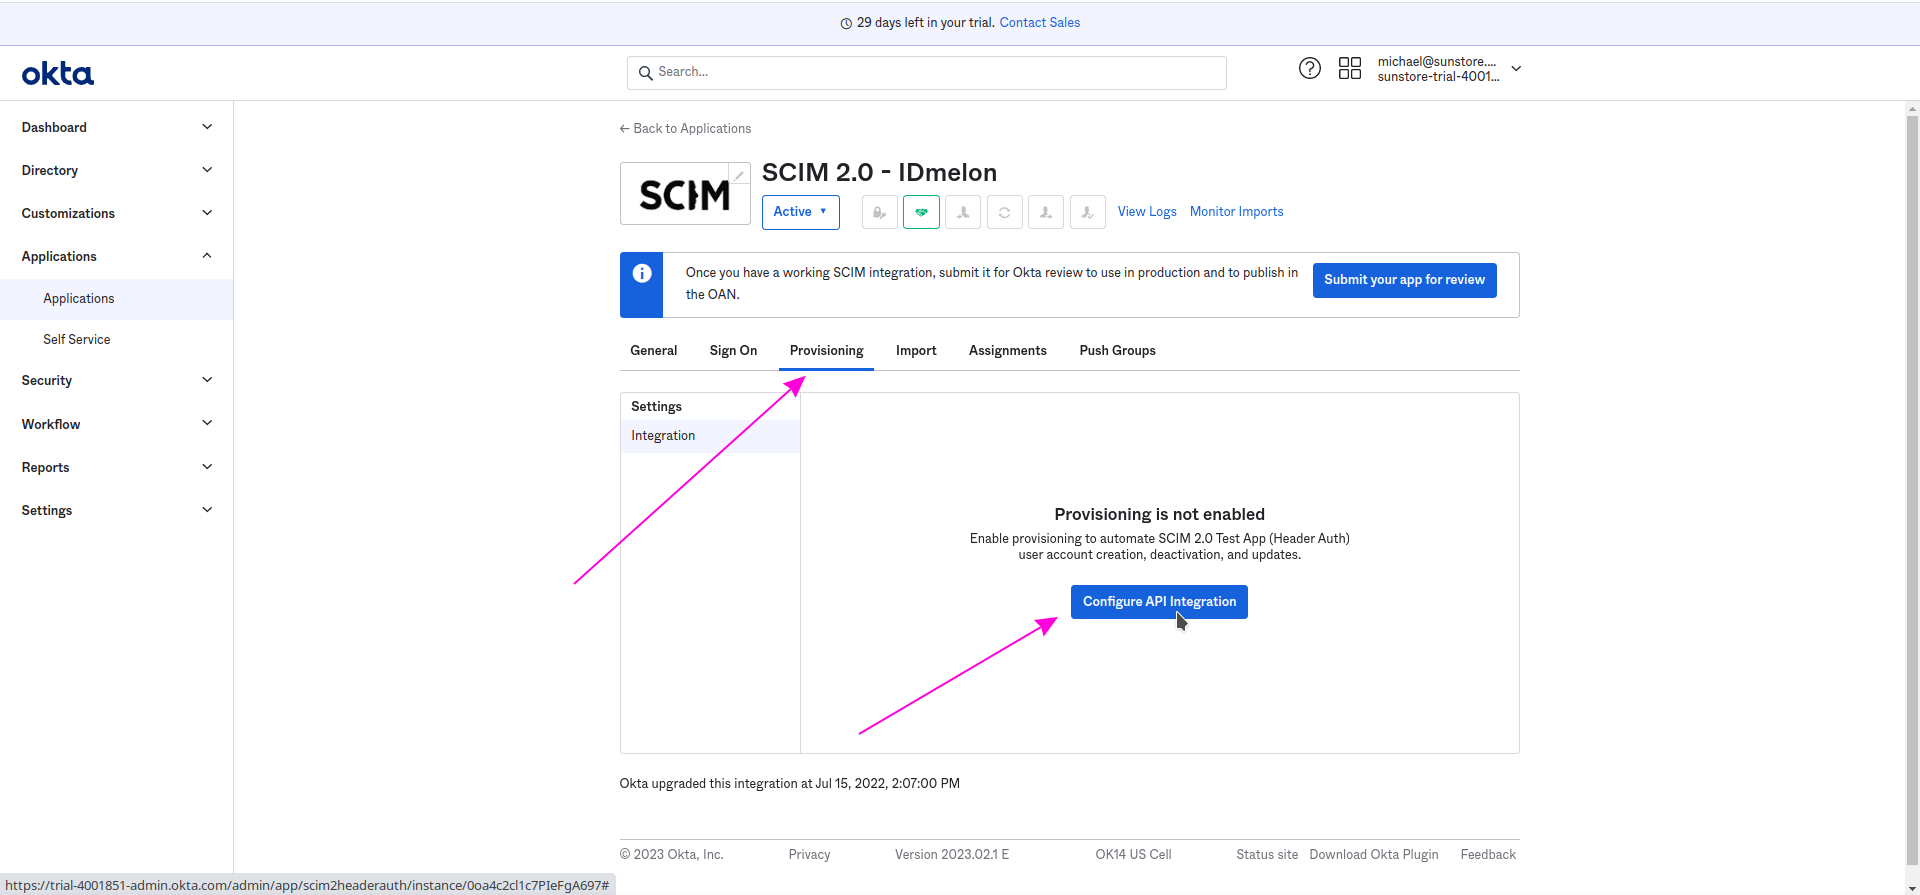 29 days left in your trial. Contact Sales
okta
Search...
michael@sunstore....
sunstore-trial-4001...
Dashboard
Directory
Customizations
Applications
Applications
Self Service
Security
Workflow
Reports
Settings
← Back to Applications
SCIM
SCIM 2.0 - IDmelon
Active
View Logs
Monitor Imports
Once you have a working SCIM integration, submit it for Okta review to use in production and to publish in
the OAN.
Submit your app for review
General
Sign On
Provisioning
Import
Assignments
Push Groups
Settings
Integration
Provisioning is not enabled
Enable provisioning to automate SCIM 2.0 Test App (Header Auth)
user account creation, deactivation, and updates.
Configure API Integration
Okta upgraded this integration at Jul 15, 2022, 2:07:00 PM
© 2023 Okta, Inc.
Privacy
Version 2023.02.1 E
OK14 US Cell
Status site
Download Okta Plugin
Feedback
https://trial-4001851-admin.okta.com/admin/app/scim2headerauth/instance/0oa4c2cl1c7PIeFgA697#